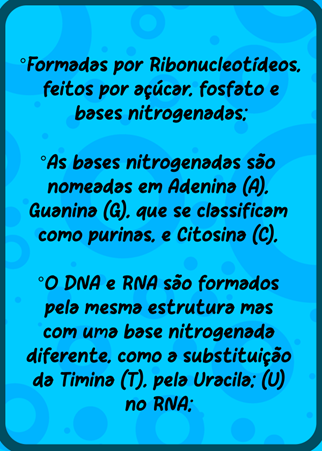 °Formadas por Ribonucleotídeos,
feitos por açúcar, fosfato e
bases nitrogenadas;
°As bases nitrogenadas são
nomeadas em Adenina (A),
Guanina (G), que se classificam
como purinas, e Citosina (C),
°O DNA e RNA são formados
pela mesma estrutura mas
com uma base nitrogenada
diferente, como a substituição
da Timina (T), pela Uracila; (U)
no RNA;